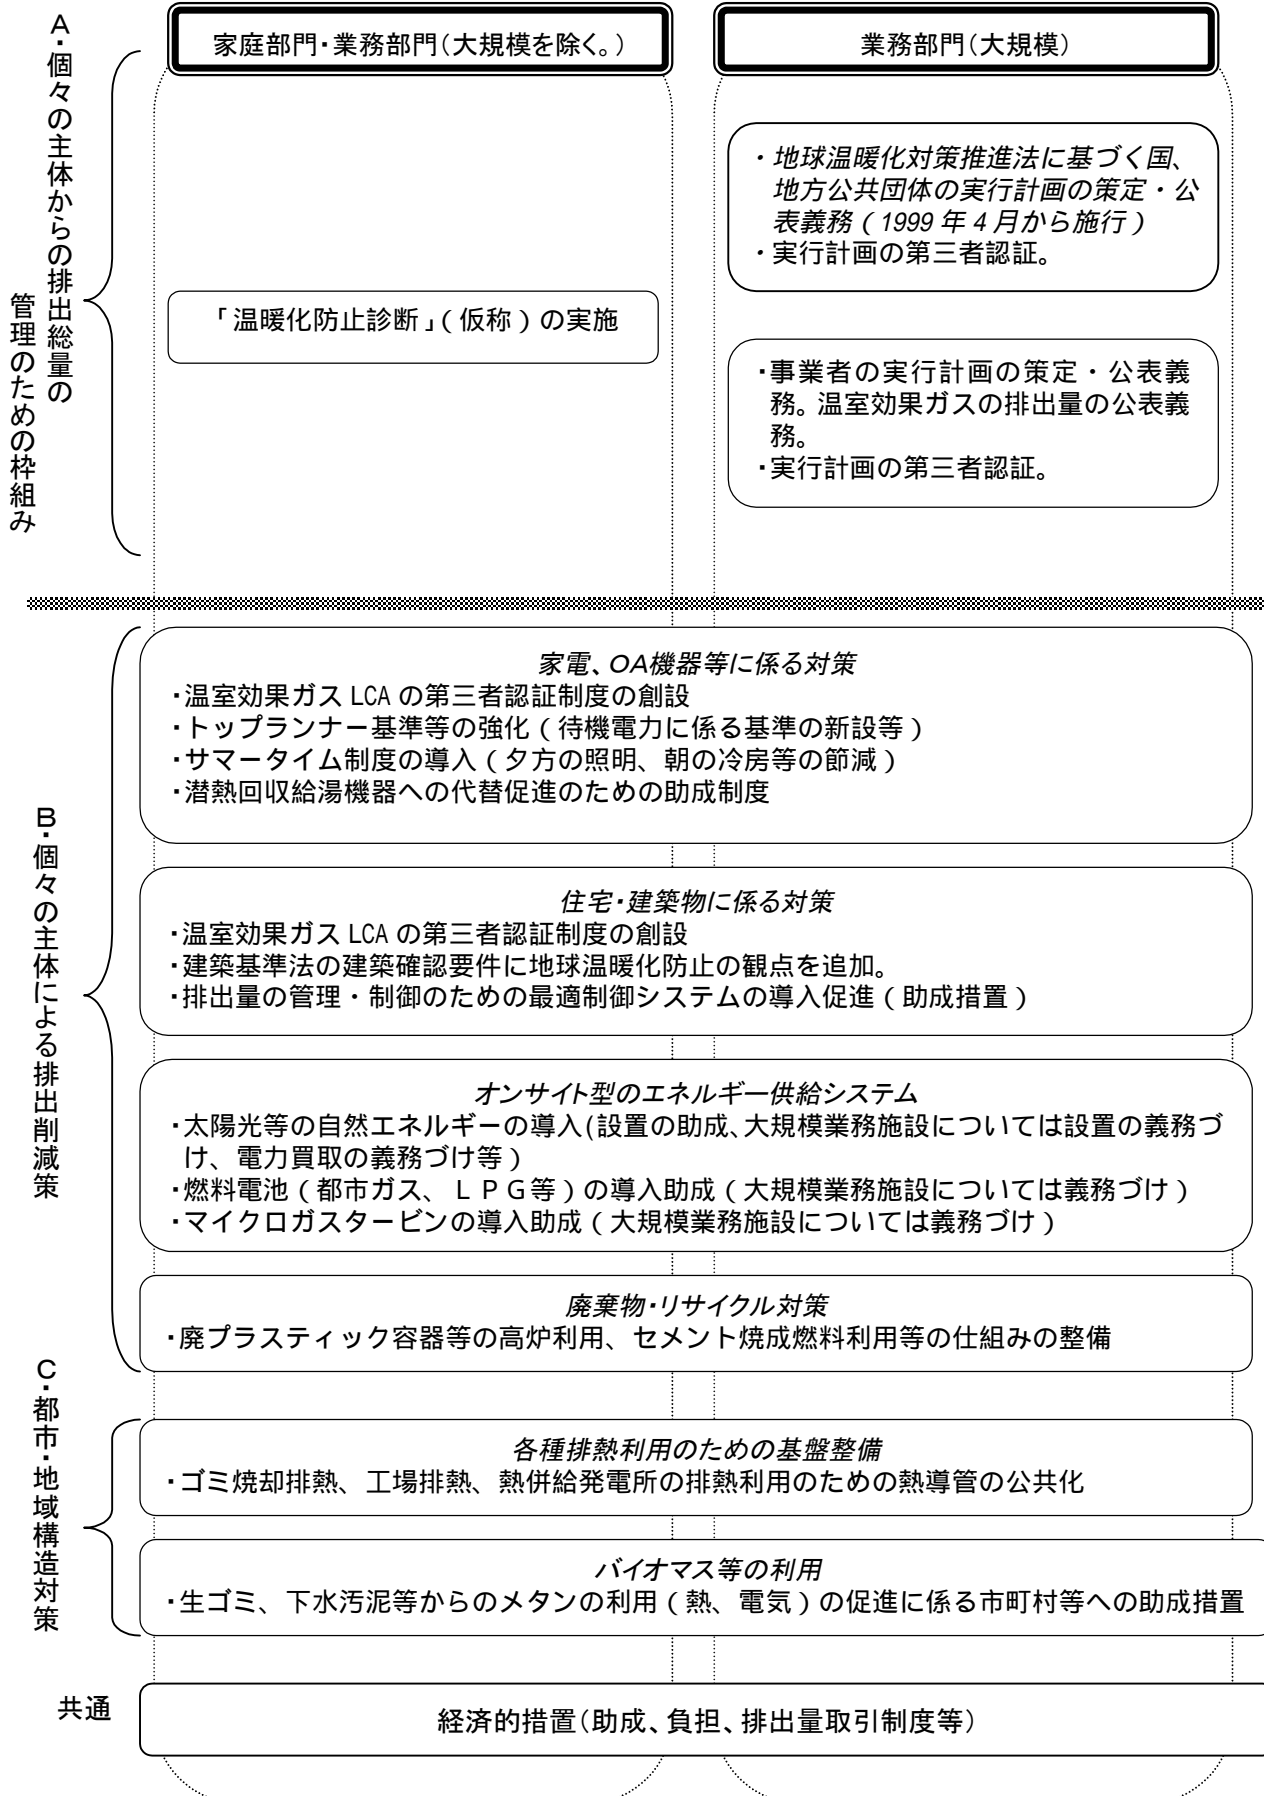 家庭部門・業務部門(大規模を除く。)
業務部門(大規模)
A・個々の主体からの排出総量の
管理のための枠組み
・地球温暖化対策推進法に基づく国、
地方公共団体の実行計画の策定・公
表義務(1999年4月から施行)
・実行計画の第三者認証。
「温暖化防止診断」(仮称)の実施
・事業者の実行計画の策定・公表義
務。温室効果ガスの排出量の公表義
務。
・実行計画の第三者認証。
B・個々の主体による排出削減策
家電、OA機器等に係る対策
・温室効果ガスLCAの第三者認証制度の創設
・トップランナー基準等の強化(待機電力に係る基準の新設等)
・サマータイム制度の導入(夕方の照明、朝の冷房等の節減)
・潜熱回収給湯機器への代替促進のための助成制度
住宅・建築物に係る対策
・温室効果ガスLCAの第三者認証制度の創設
・建築基準法の建築確認要件に地球温暖化防止の観点を追加。
・排出量の管理・制御のための最適制御システムの導入促進(助成措置)
オンサイト型のエネルギー供給システム
・太陽光等の自然エネルギーの導入(設置の助成、大規模業務施設については設置の義務づ
け、電力買取の義務づけ等)
・燃料電池(都市ガス、LPG等)の導入助成(大規模業務施設については義務づけ)
・マイクロガスタービンの導入助成(大規模業務施設については義務づけ)
廃棄物・リサイクル対策
・廃プラスティック容器等の高炉利用、セメント焼成燃料利用等の仕組みの整備
C・都市・地域構造対策
各種排熱利用のための基盤整備
・ゴミ焼却排熱、工場排熱、熱併給発電所の排熱利用のための熱導管の公共化
バイオマス等の利用
・生ゴミ、下水汚泥等からのメタンの利用(熱、電気)の促進に係る市町村等への助成措置
共通
経済的措置(助成、負担、排出量取引制度等)